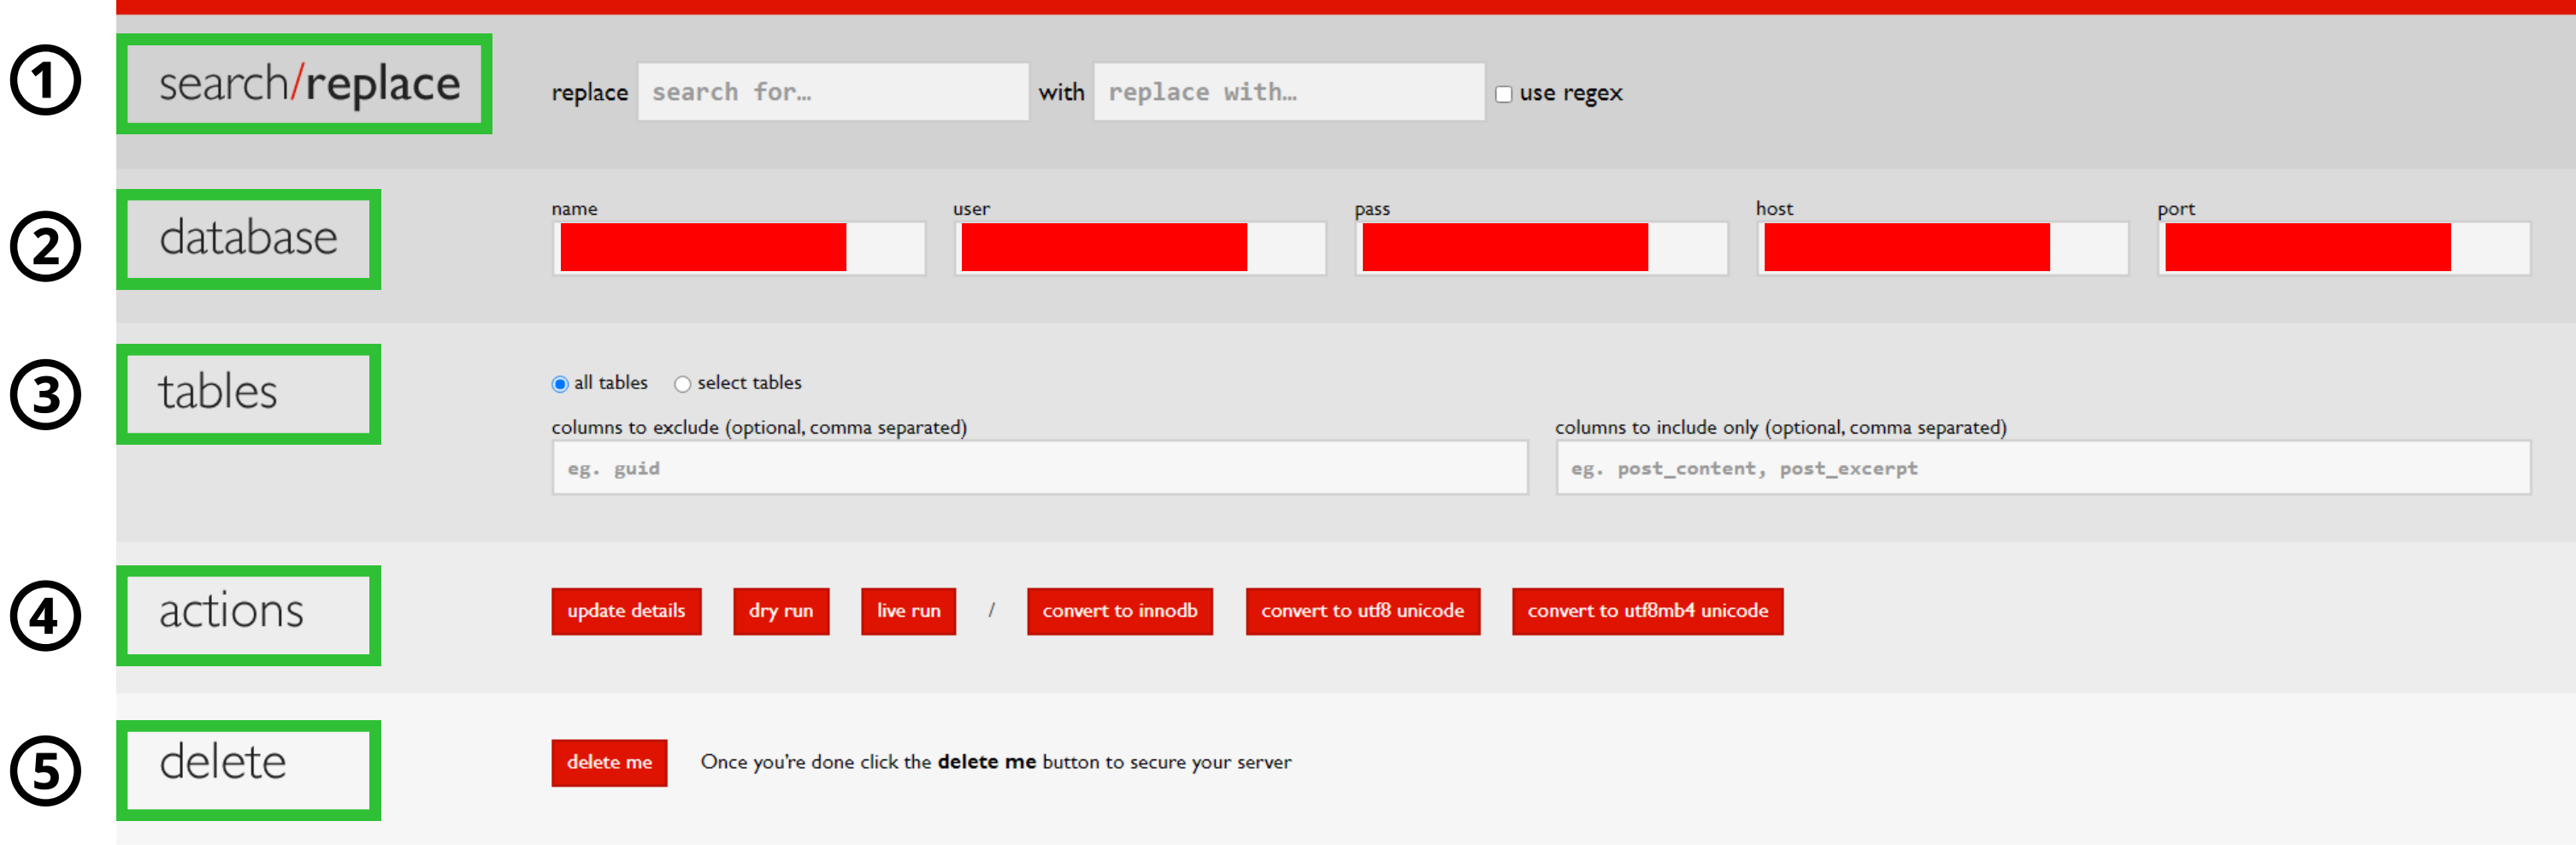 1
search/replace
replace search for... with replace with... use regex
2
database
name user pass host port
3
tables
all tables select tables
columns to exclude (optional, comma separated) columns to include only (optional, comma separated)
eg. guid eg. post_content, post_excerpt
4
actions
update details dry run live run / convert to innodb convert to utf8 unicode convert to utf8mb4 unicode
5
delete
delete me Once you're done click the delete me button to secure your server